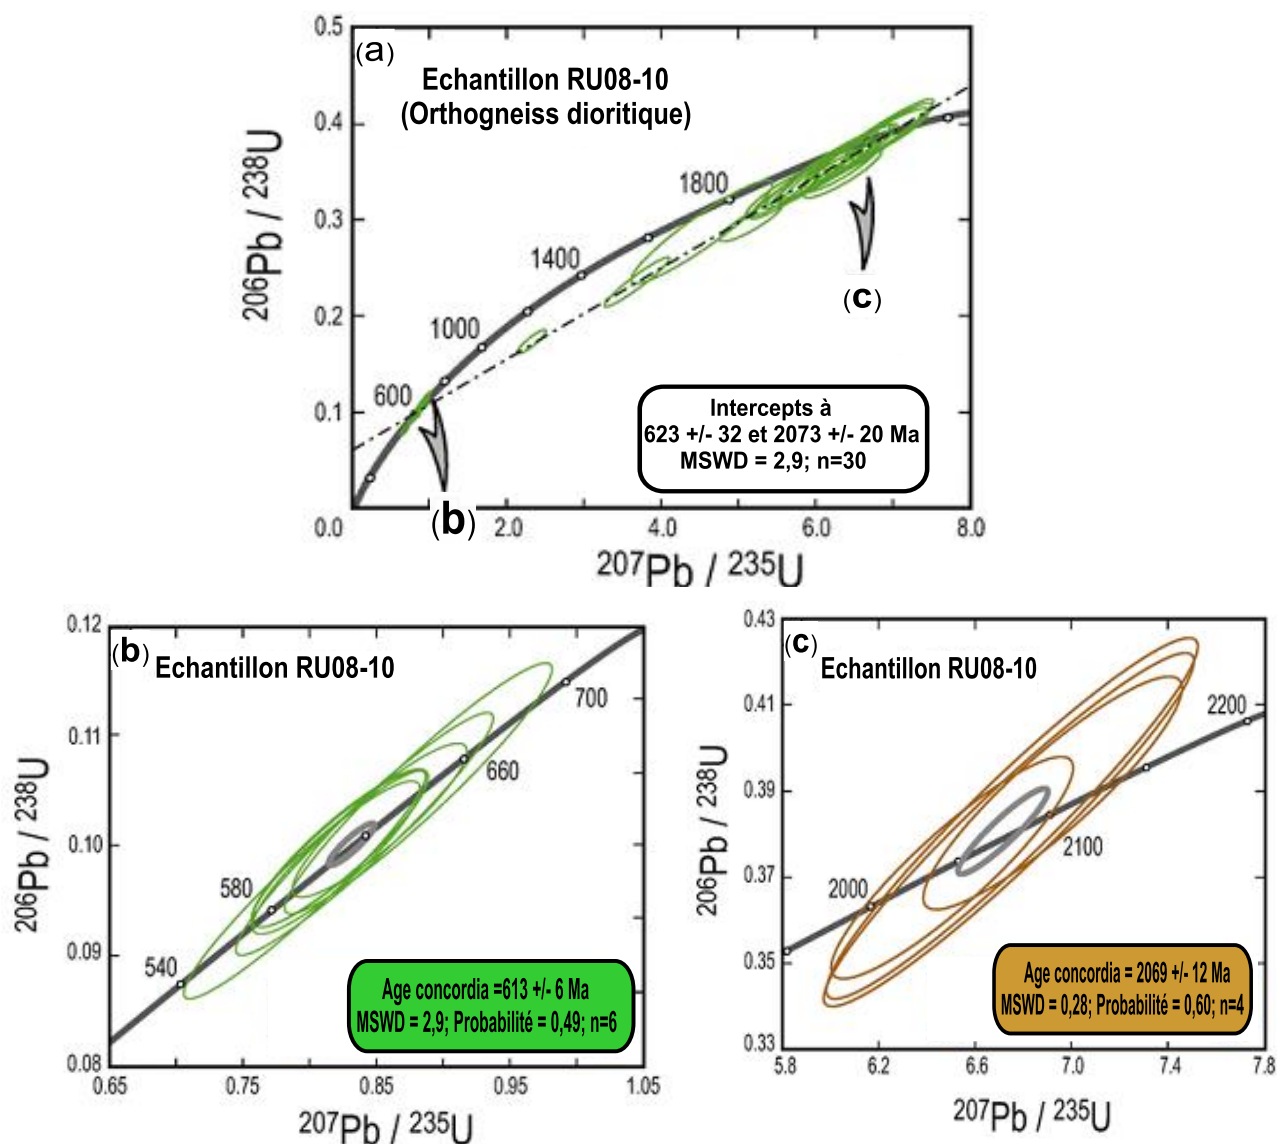 (a)
Echantillon RU08-10
(Orthogneiss dioritique)
0.5
0.4
0.3
0.2
0.1
206Pb / 238U
1800
1400
1000
600
(c)
(b)
Intercepts à
623 +/- 32 et 2073 +/- 20 Ma
MSWD = 2,9; n=30
0.0 2.0 4.0 6.0 8.0
207Pb / 235U
(b) Echantillon RU08-10
0.12
0.11
0.10
0.09
0.08
206Pb / 238U
700
660
580
540
Age concordia =613 +/- 6 Ma
MSWD = 2,9; Probabilité = 0,49; n=6
0.65 0.75 0.85 0.95 1.05
207Pb / 235U
(c) Echantillon RU08-10
0.43
0.41
0.39
0.37
0.35
0.33
206Pb / 238U
2200
2100
2000
Age concordia = 2069 +/- 12 Ma
MSWD = 0,28; Probabilité = 0,60; n=4
5.8 6.2 6.6 7.0 7.4 7.8
207Pb / 235U